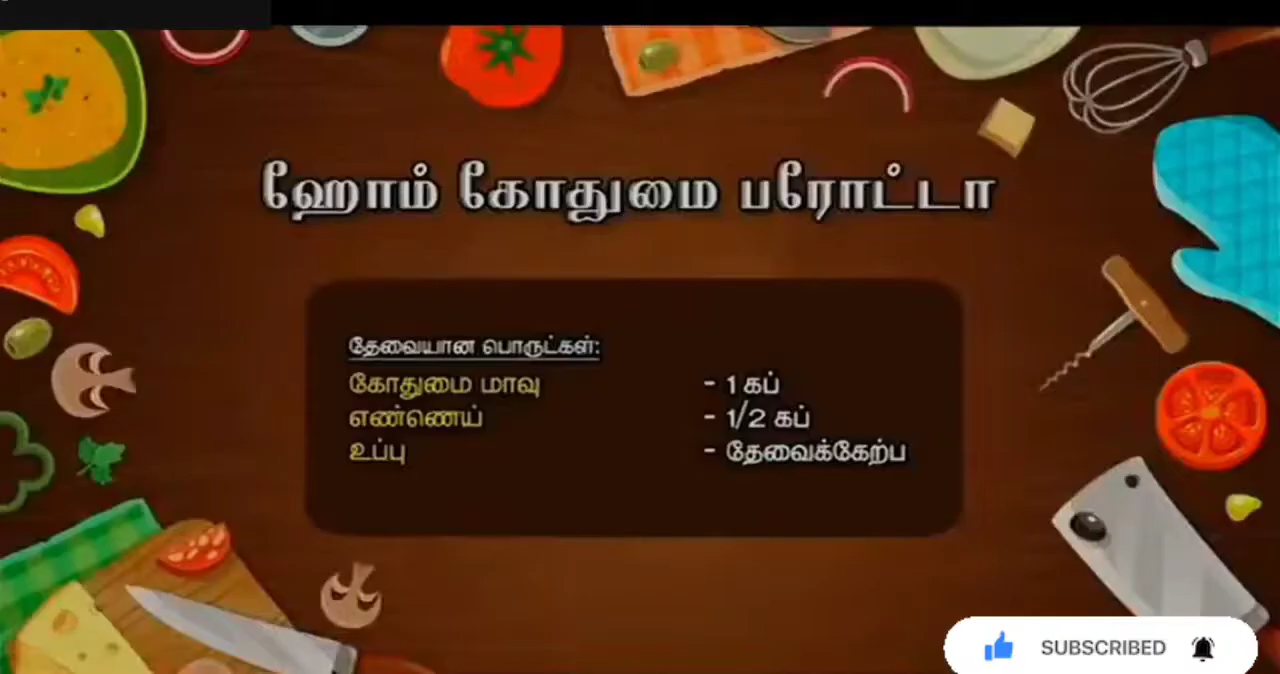 ஹோம் கோதுமை பரோட்டா
தேவையான பொருட்கள்:
கோதுமை மாவு - 1 கப்
எண்ணெய் - 1/2 கப்
உப்பு - தேவைக்கேற்ப
SUBSCRIBED